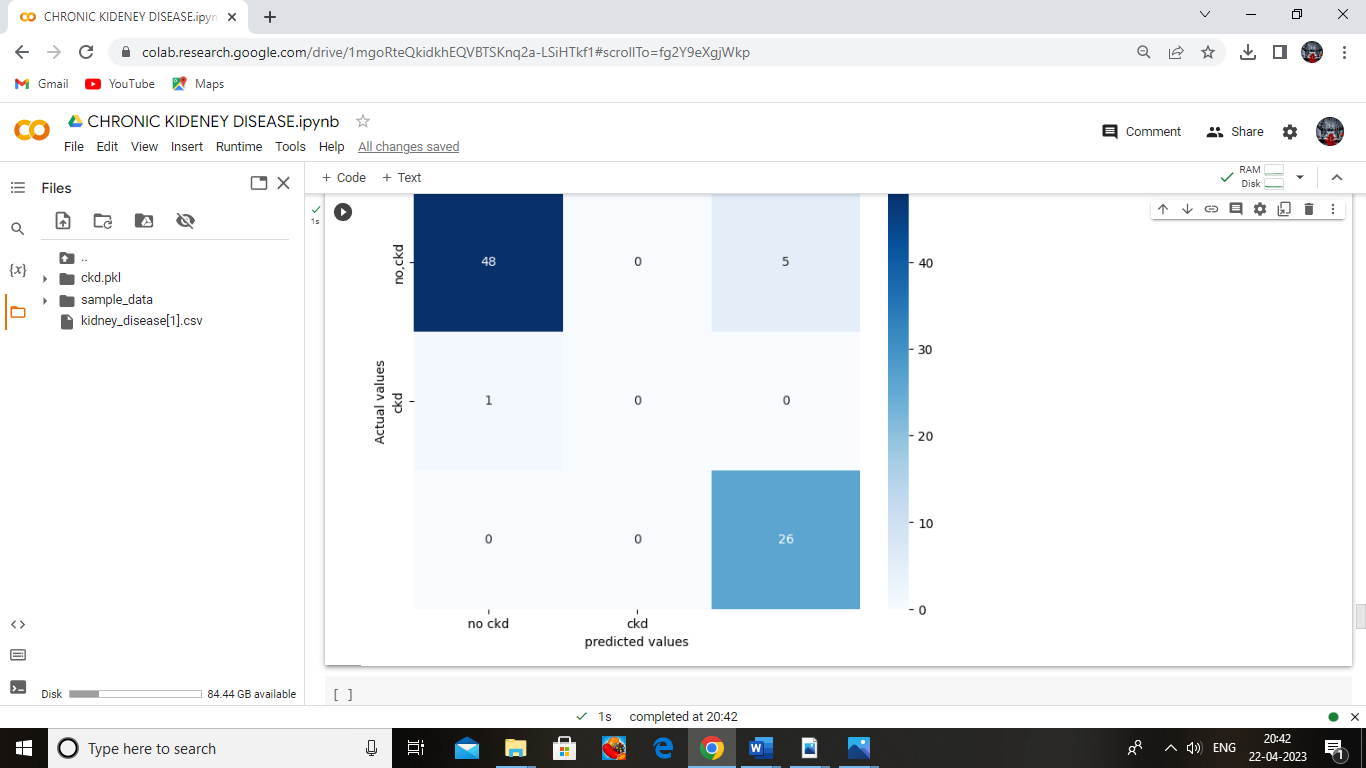 CHRONIC KIDENEY DISEASE.ipyn
colab.research.google.com/drive/1mgoRteQkidkhEQVBTSKnq2a-LSiHTkf1#scrollTo=fg2Y9eXgjWkp
Gmail YouTube Maps
CHRONIC KIDENEY DISEASE.ipynb
Comment Share
File Edit View Insert Runtime Tools Help All changes saved
Files
+ Code + Text
RAM
Disk
1s
..
ckd.pkl
sample_data
kidney_disease[1].csv
{x}
no,ckd
48 0 5
Actual values
ckd
1 0 0
0 0 26
no ckd ckd
predicted values
40
30
20
10
0
[ ]
Disk 84.44 GB available
1s completed at 20:42
Type here to search
ENG
20:42
22-04-2023
1